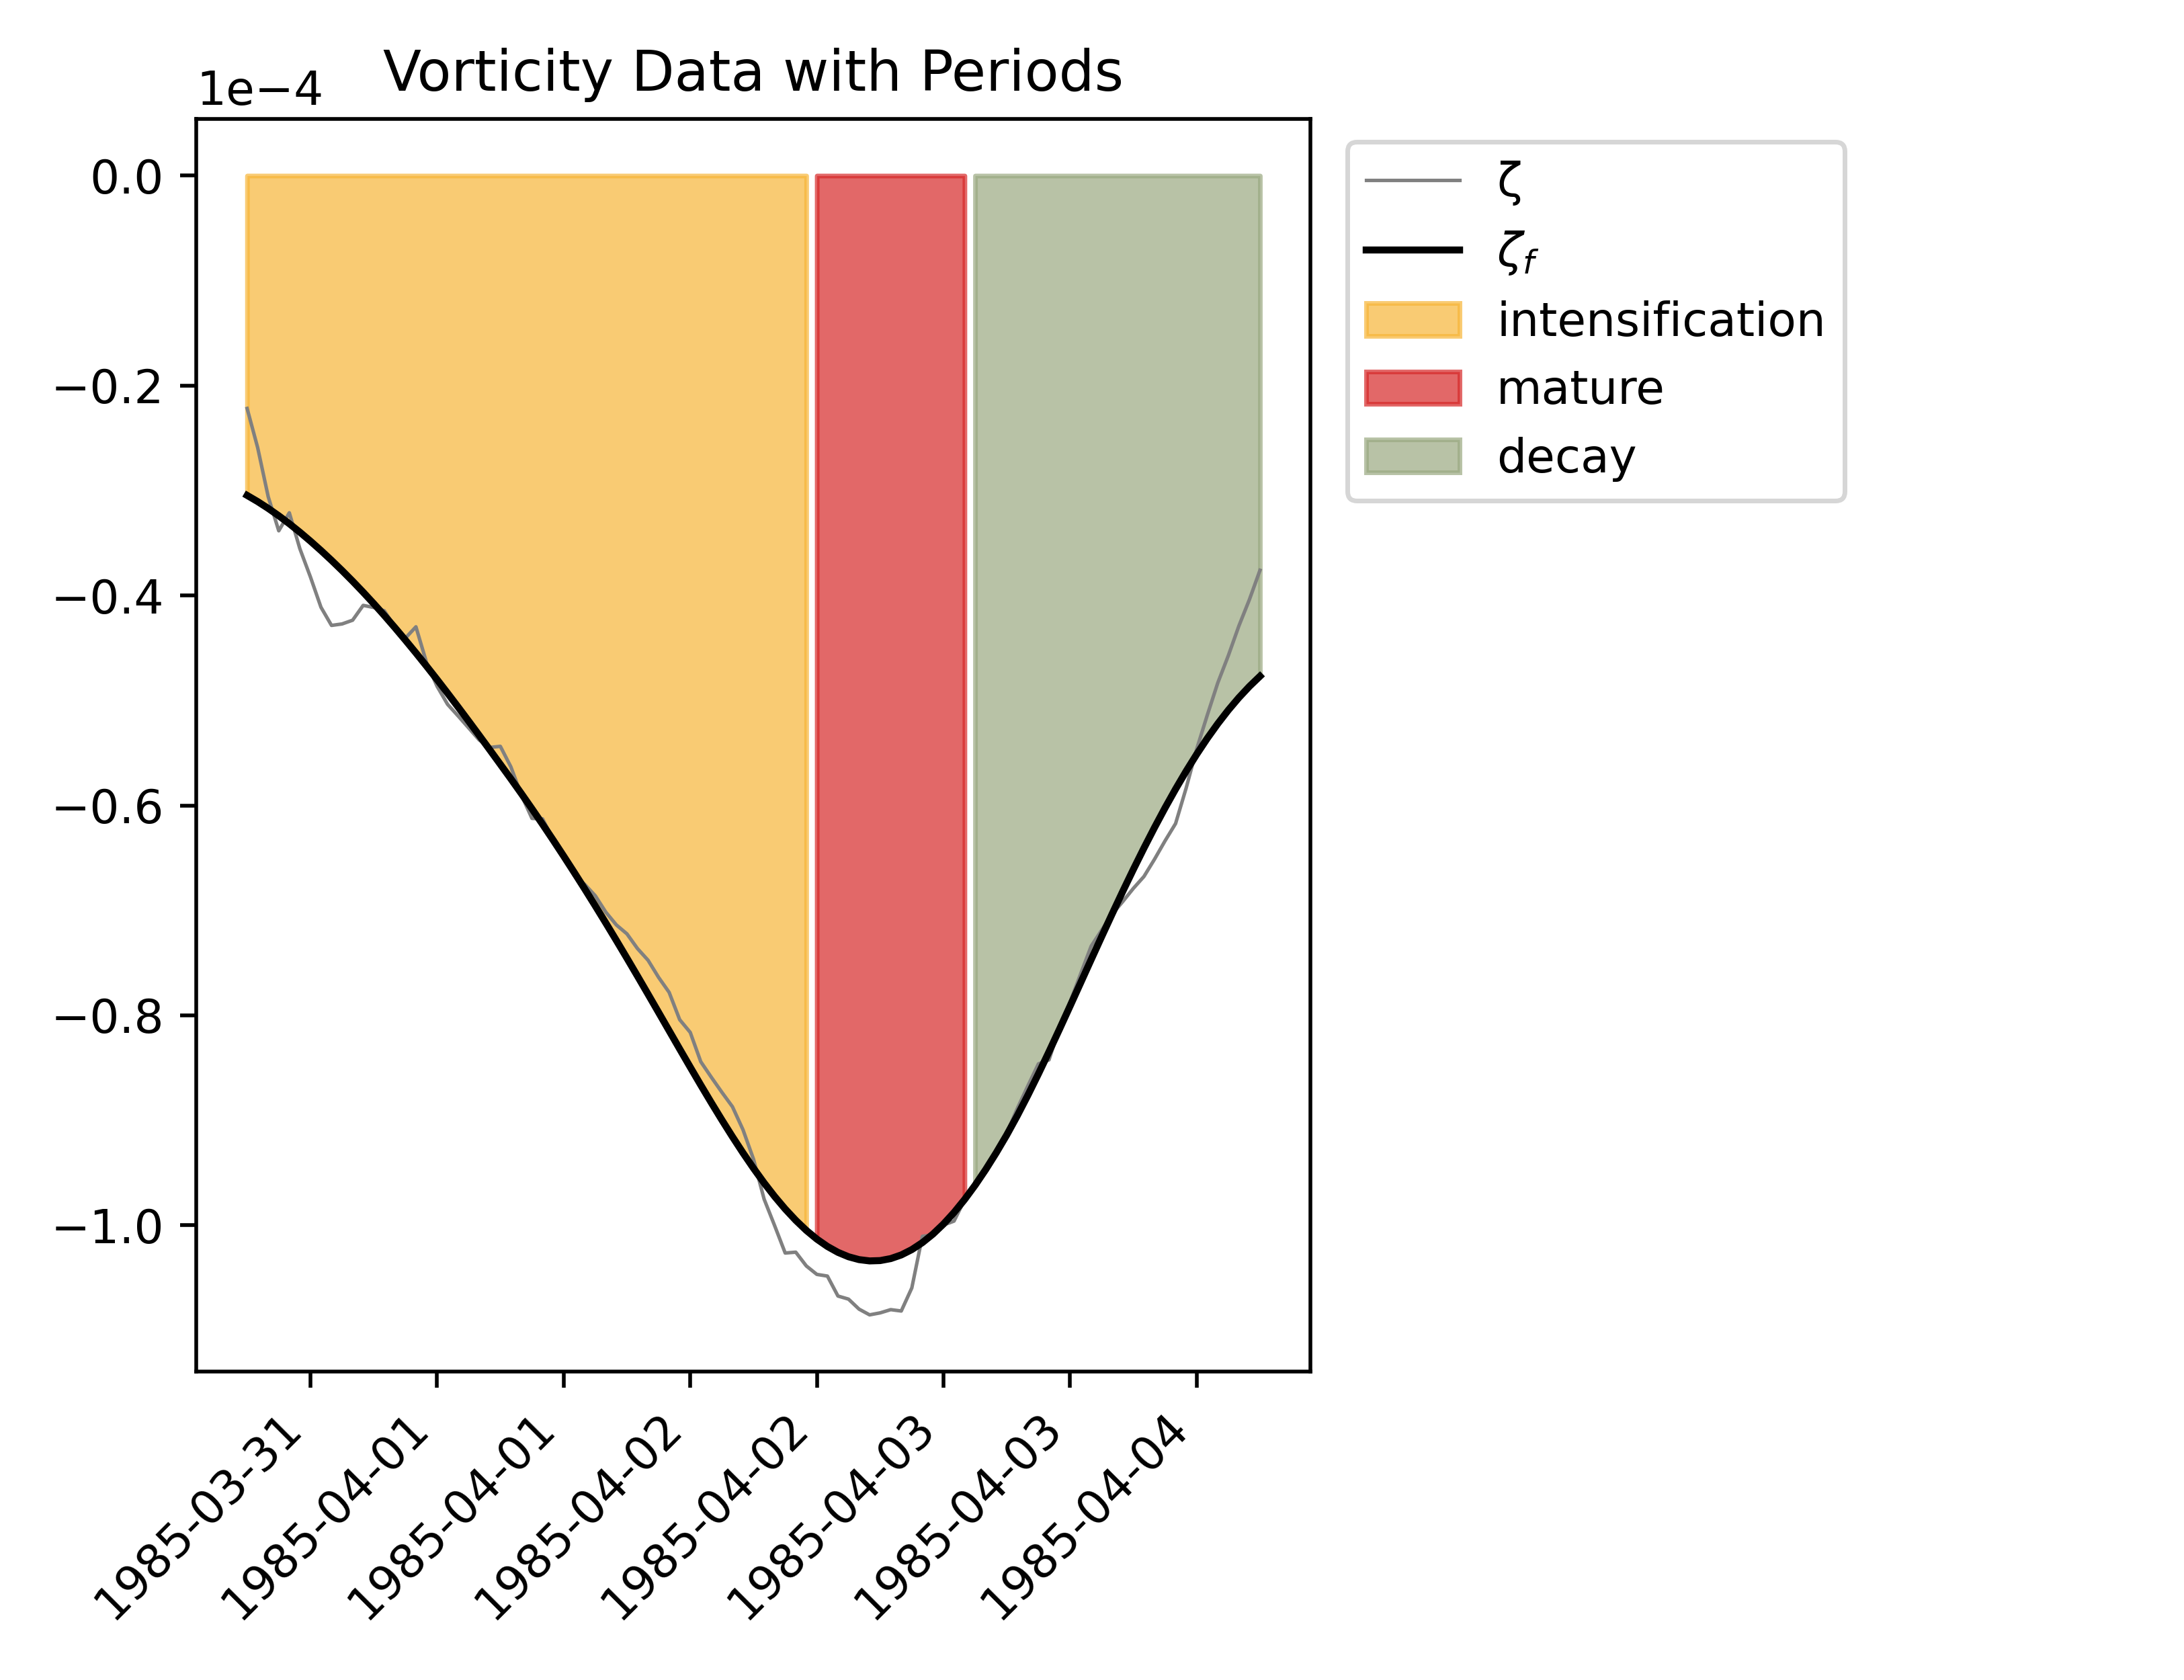 Vorticity Data with Periods
1e−4
0.0
−0.2
−0.4
−0.6
−0.8
−1.0
1985-03-31
1985-04-01
1985-04-01
1985-04-02
1985-04-02
1985-04-03
1985-04-03
1985-04-04
ζ
ζf
intensification
mature
decay